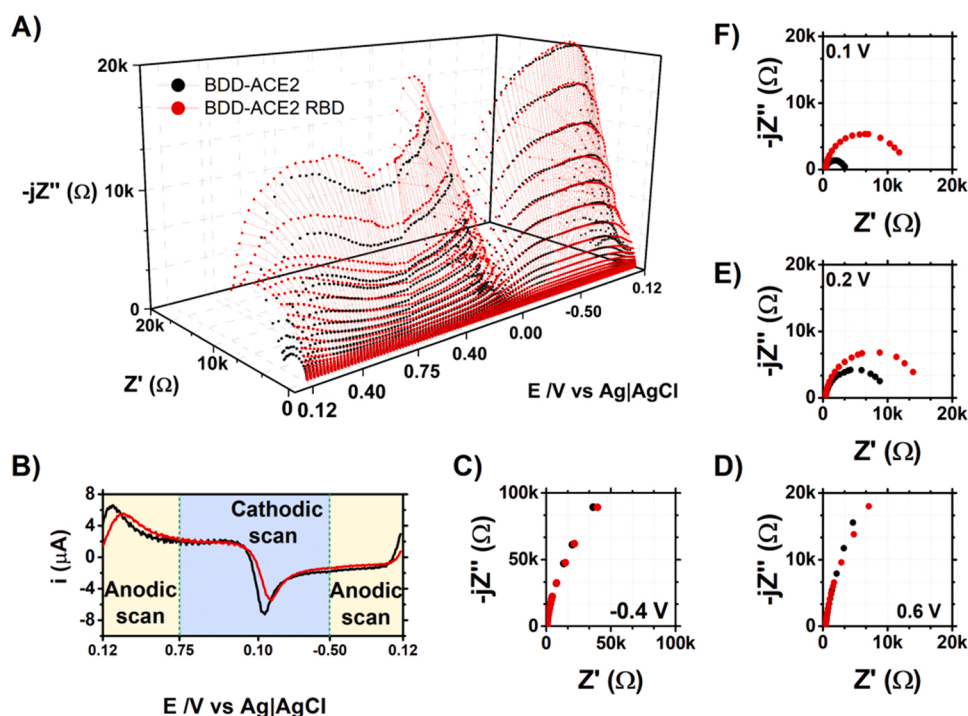 A)
20k
BDD-ACE2
BDD-ACE2 RBD
-jZ'' (Ω)
10k
0
20k
10k
0
Z' (Ω)
0.12
0.40
0.75
0.40
0.00
-0.50
0.12
E /V vs Ag|AgCl
B)
8
4
0
-4
-8
i (µA)
Cathodic
scan
Anodic
scan
Anodic
scan
0.12
0.75
0.10
-0.50
0.12
E /V vs Ag|AgCl
C)
100k
50k
0
-jZ'' (Ω)
-0.4 V
0
50k
100k
Z' (Ω)
D)
20k
10k
0
-jZ'' (Ω)
0.6 V
0
10k
20k
Z' (Ω)
E)
20k
0.2 V
10k
0
-jZ'' (Ω)
0
10k
20k
Z' (Ω)
F)
20k
0.1 V
10k
0
-jZ'' (Ω)
0
10k
20k
Z' (Ω)